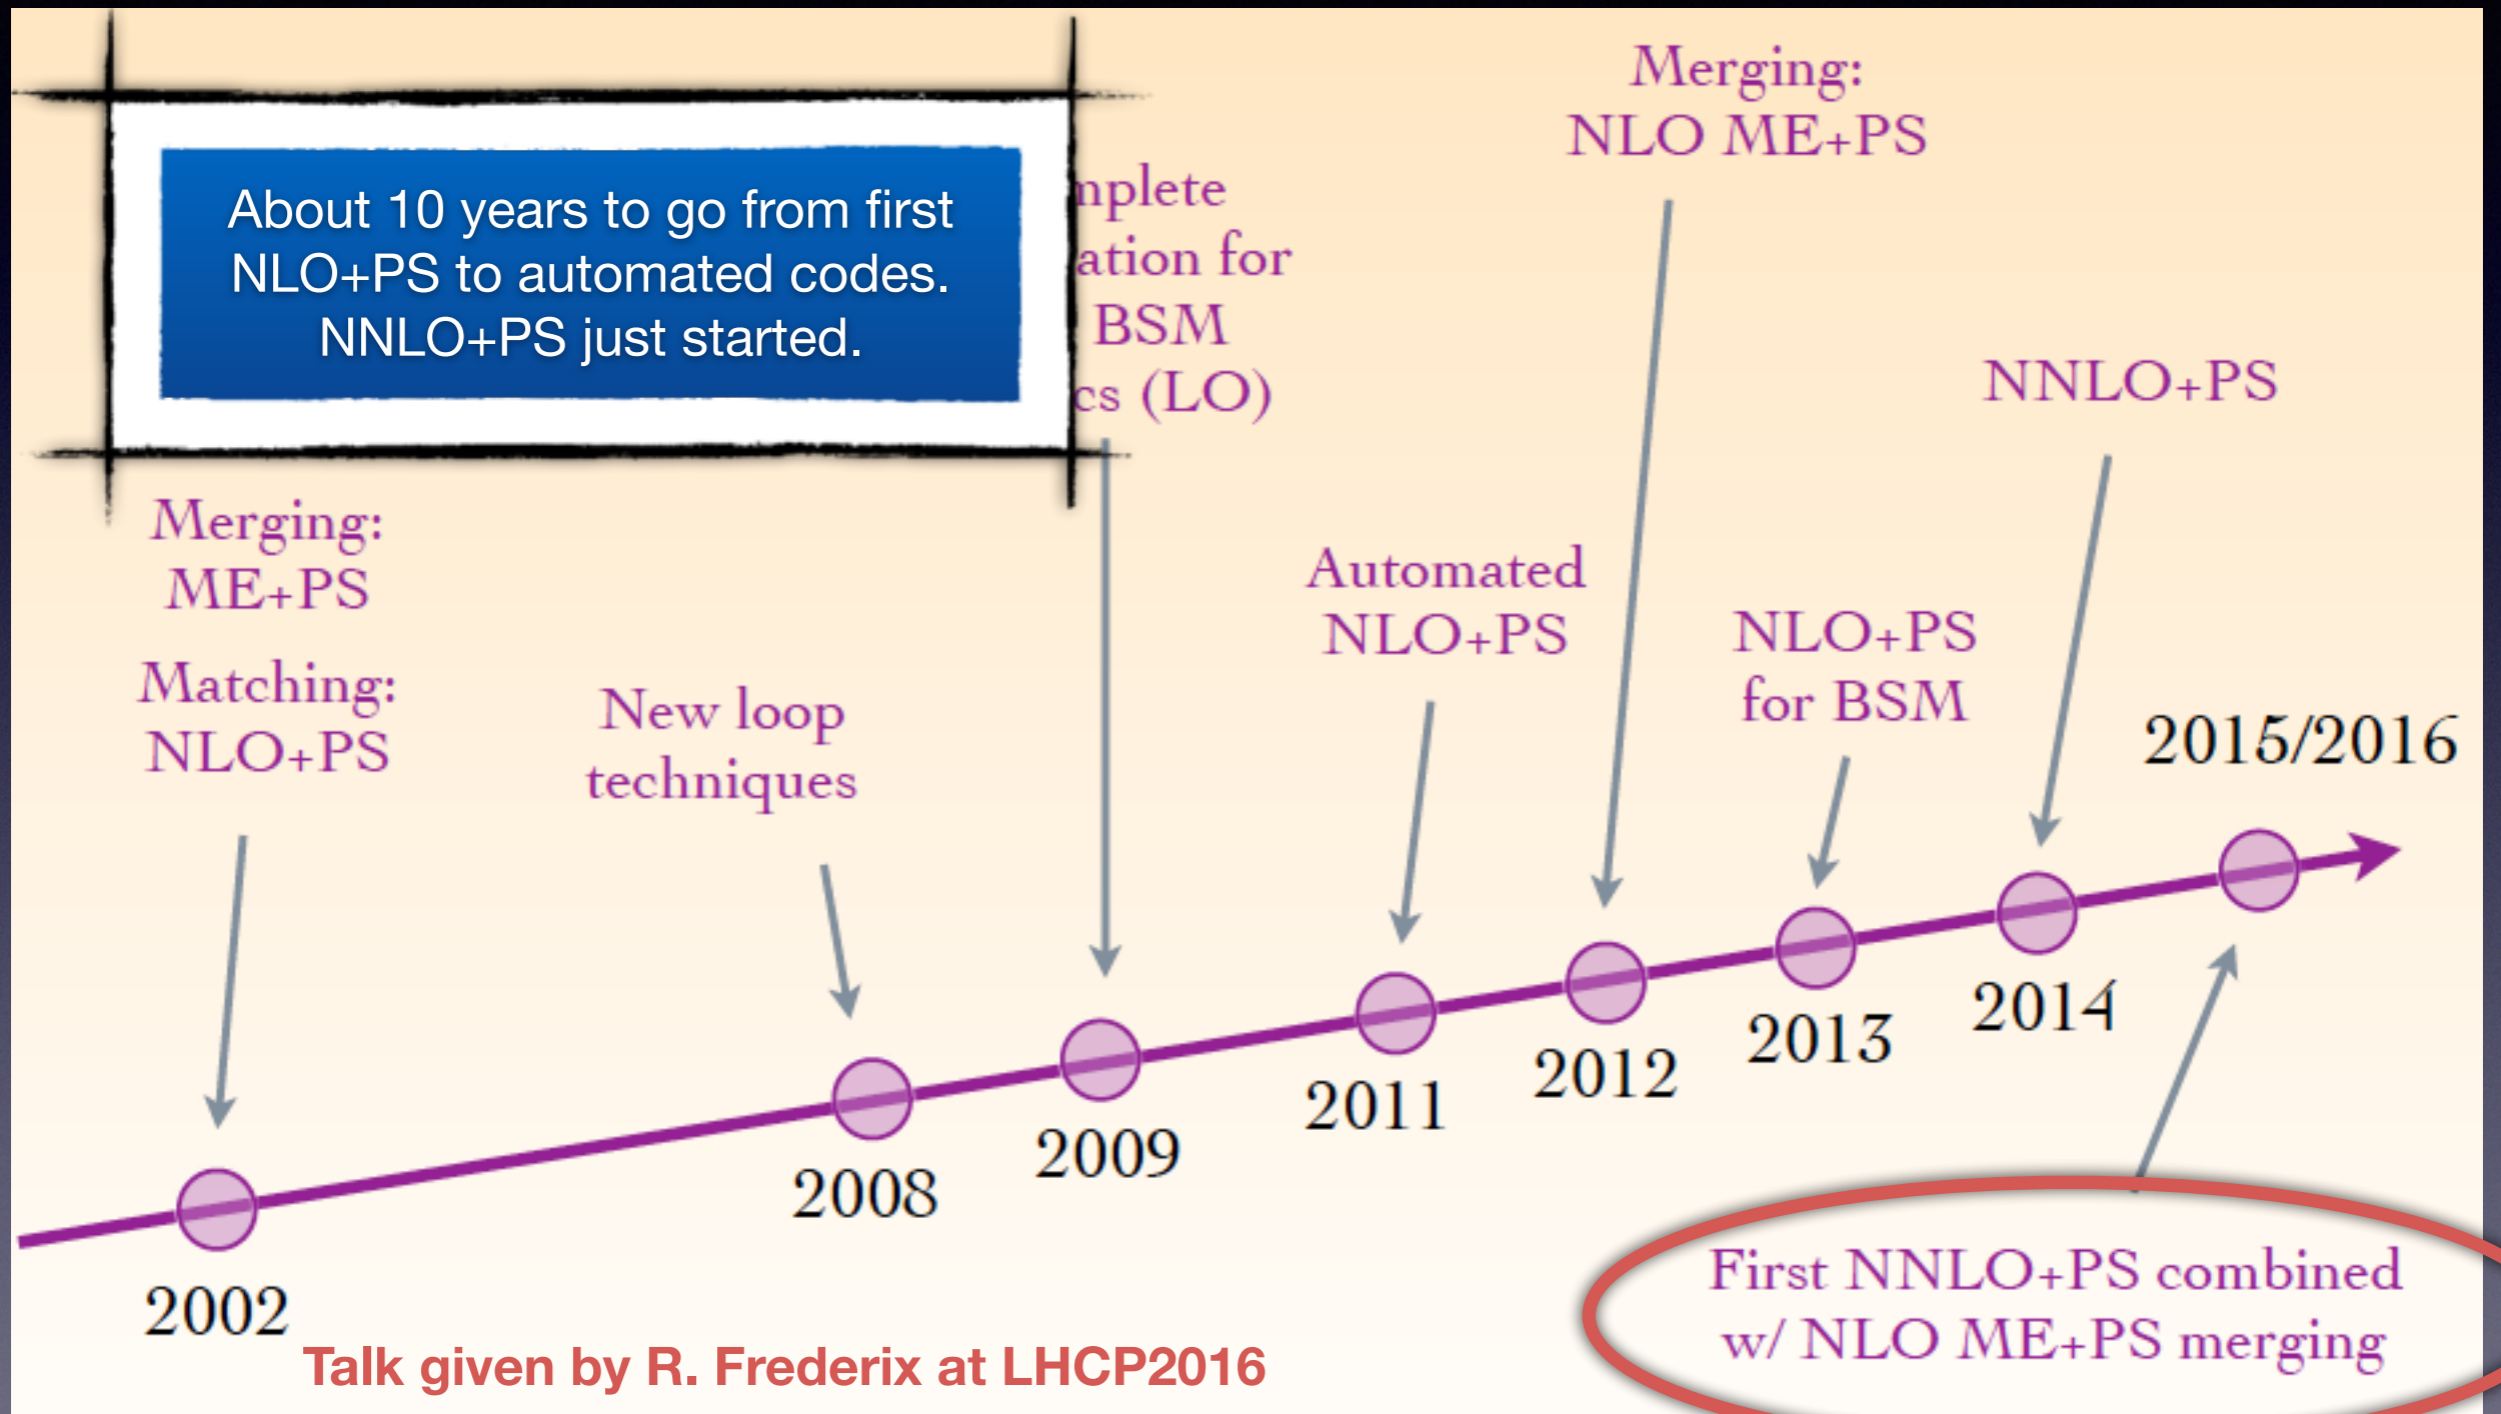 About 10 years to go from first
NLO+PS to automated codes.
NNLO+PS just started.
Merging:
ME+PS
Matching:
NLO+PS
New loop
techniques
for
BSM
(LO)
Automated
NLO+PS
Merging:
NLO ME+PS
NLO+PS
for BSM
NNLO+PS
2015/2016
2014
2013
2012
2011
2009
2008
2002
First NNLO+PS combined
w/ NLO ME+PS merging
Talk given by R. Frederix at LHCP2016